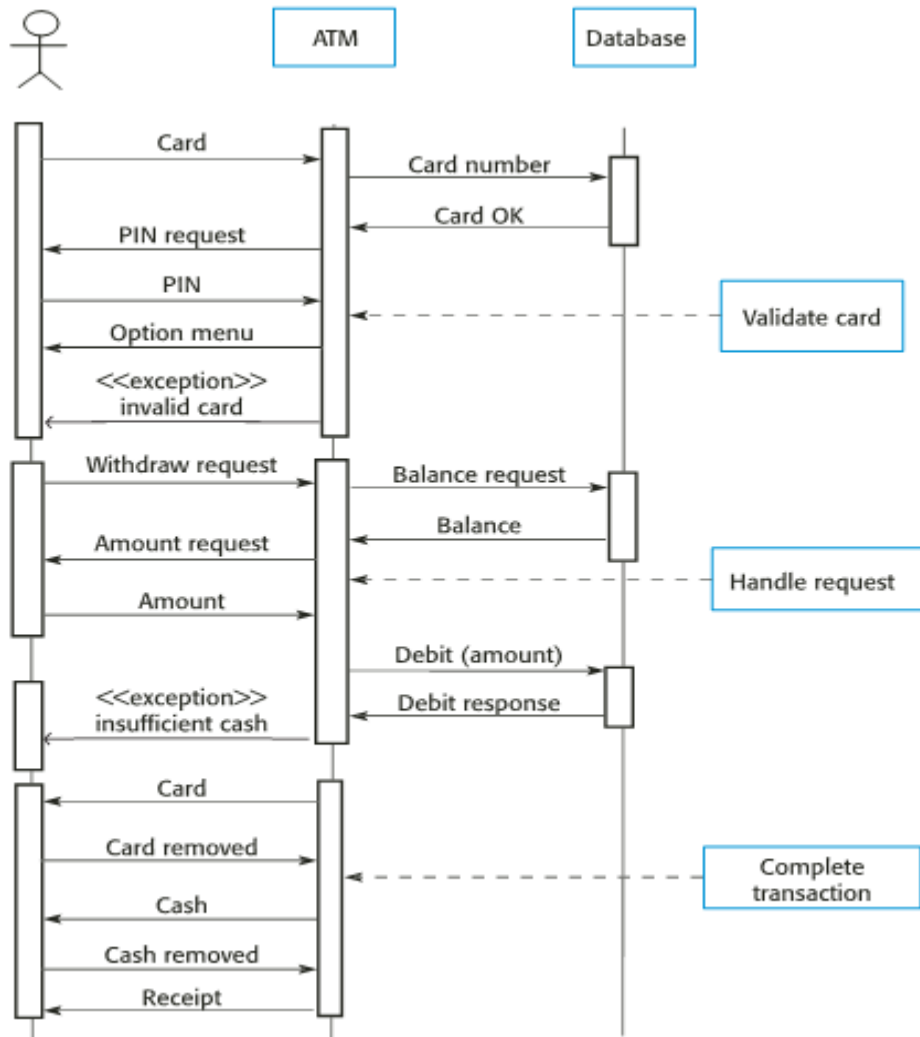 ATM
Database
Card
Card number
Card OK
PIN request
PIN
Validate card
Option menu
<<exception>>
invalid card
Withdraw request
Balance request
Balance
Amount request
Handle request
Amount
Debit (amount)
<<exception>>
Debit response
insufficient cash
Card
Card removed
Complete
transaction
Cash
Cash removed
Receipt